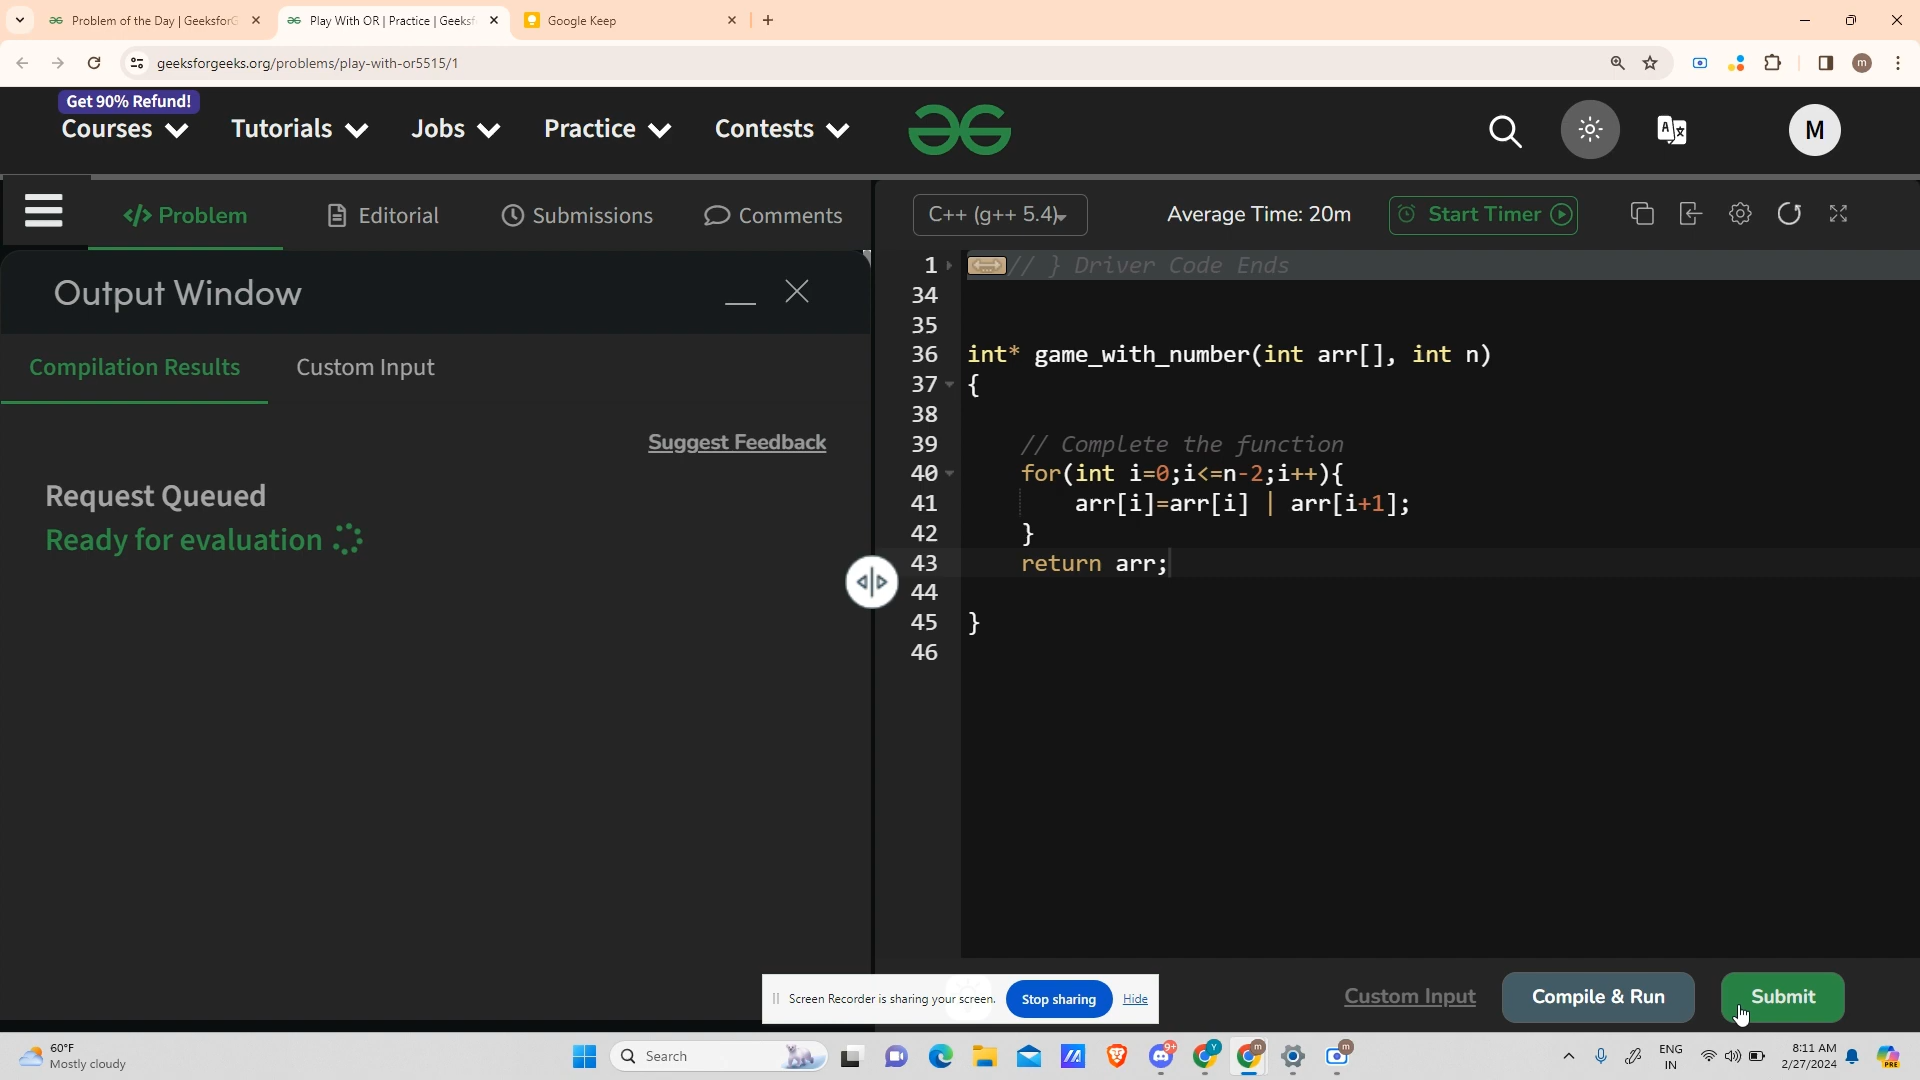 Problem of the Day | GeeksforG
Play With OR | Practice | Geeksf
Google Keep
geeksforgeeks.org/problems/play-with-or5515/1
m
Get 90% Refund!
Courses
Tutorials
Jobs
Practice
Contests
M
</> Problem
Editorial
Submissions
Comments
C++ (g++ 5.4)
Average Time: 20m
Start Timer
Output Window
Compilation Results
Custom Input
Suggest Feedback
Request Queued
Ready for evaluation
1 // } Driver Code Ends
34
35
36 int* game_with_number(int arr[], int n)
37 {
38
39 // Complete the function
40 for(int i=0;i<=n-2;i++){
41 arr[i]=arr[i] | arr[i+1];
42 }
43 return arr;
44
45 }
46
Custom Input
Compile & Run
Submit
Screen Recorder is sharing your screen.
Stop sharing
Hide
60°F
Mostly cloudy
Search
9+
Y
m
m
ENG
IN
8:11 AM
2/27/2024
PRE